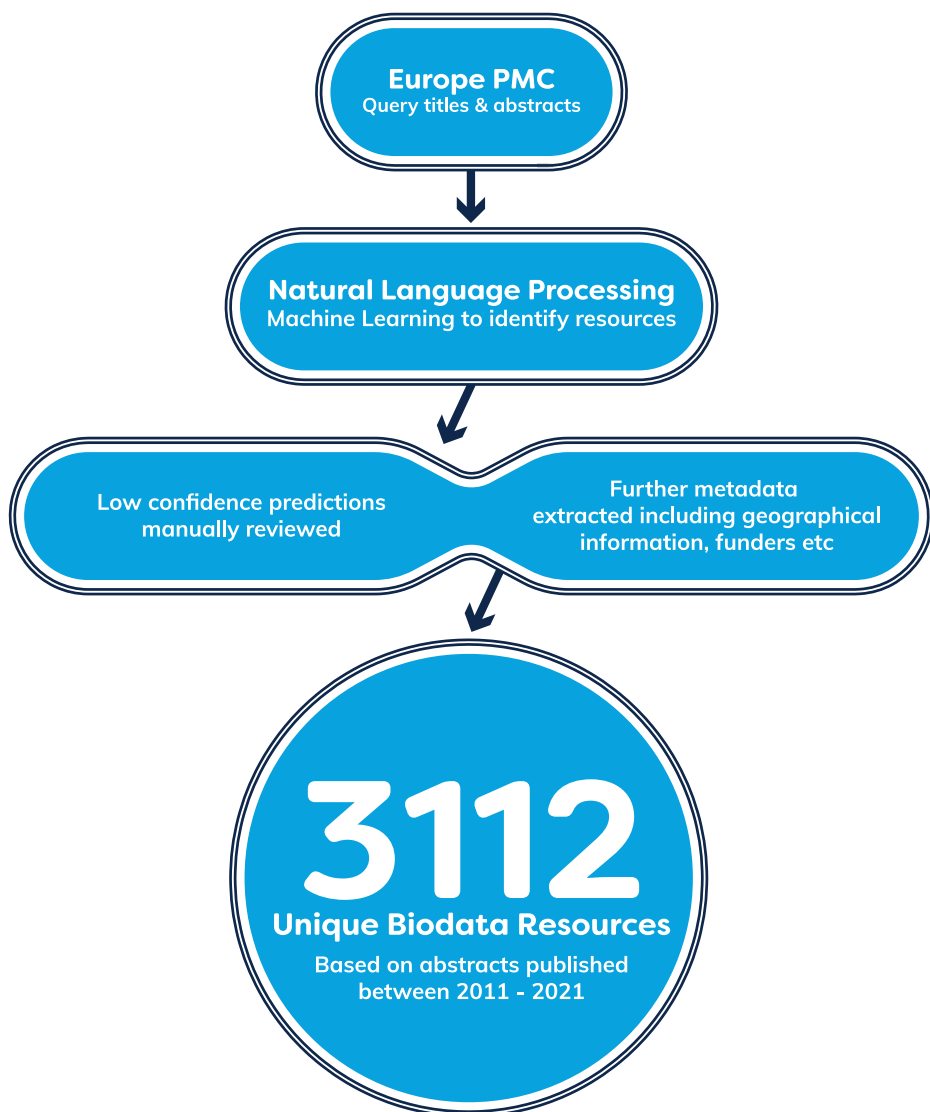 Europe PMC
Query titles & abstracts
Natural Language Processing
Machine Learning to identify resources
Low confidence predictions
manually reviewed
Further metadata
extracted including geographical
information, funders etc
3112
Unique Biodata Resources
Based on abstracts published
between 2011 - 2021